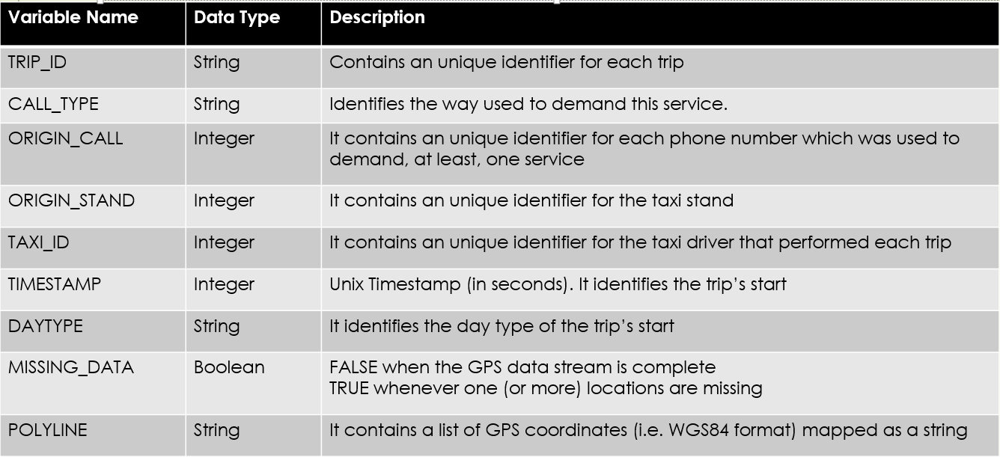 Variable Name Data Type Description
TRIP_ID String Contains an unique identifier for each trip
CALL_TYPE String Identifies the way used to demand this service.
ORIGIN_CALL Integer It contains an unique identifier for each phone number which was used to
demand, at least, one service
ORIGIN_STAND Integer It contains an unique identifier for the taxi stand
TAXI_ID Integer It contains an unique identifier for the taxi driver that performed each trip
TIMESTAMP Integer Unix Timestamp (in seconds). It identifies the trip’s start
DAYTYPE String It identifies the day type of the trip’s start
MISSING_DATA Boolean FALSE when the GPS data stream is complete
TRUE whenever one (or more) locations are missing
POLYLINE String It contains a list of GPS coordinates (i.e. WGS84 format) mapped as a string